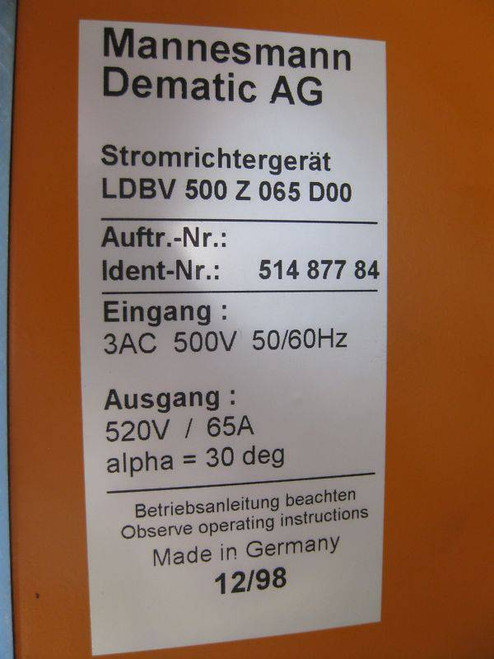 Mannesmann
Dematic AG
Stromrichtergerät
LDBV 500 Z 065 D00
Auftr.-Nr.:
Ident-Nr.: 514 877 84
Eingang :
3AC 500V 50/60Hz
Ausgang :
520V / 65A
alpha = 30 deg
Betriebsanleitung beachten
Observe operating instructions
Made in Germany
12/98